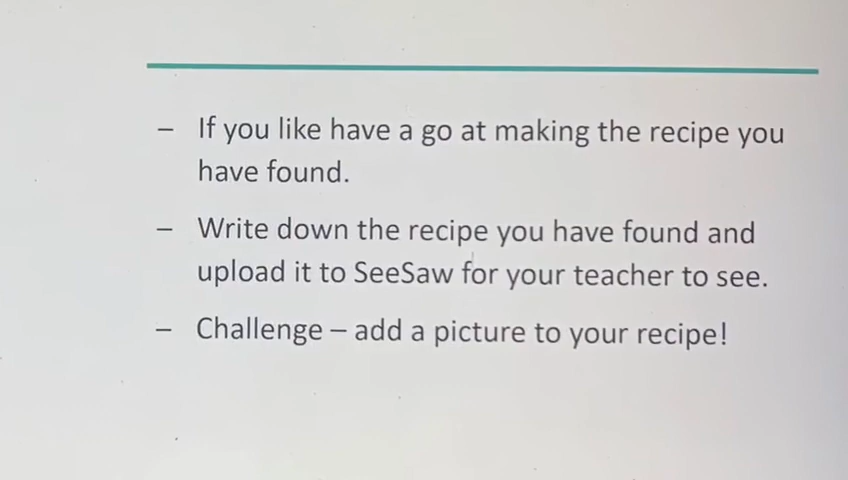 – If you like have a go at making the recipe you
have found.
– Write down the recipe you have found and
upload it to SeeSaw for your teacher to see.
– Challenge – add a picture to your recipe!